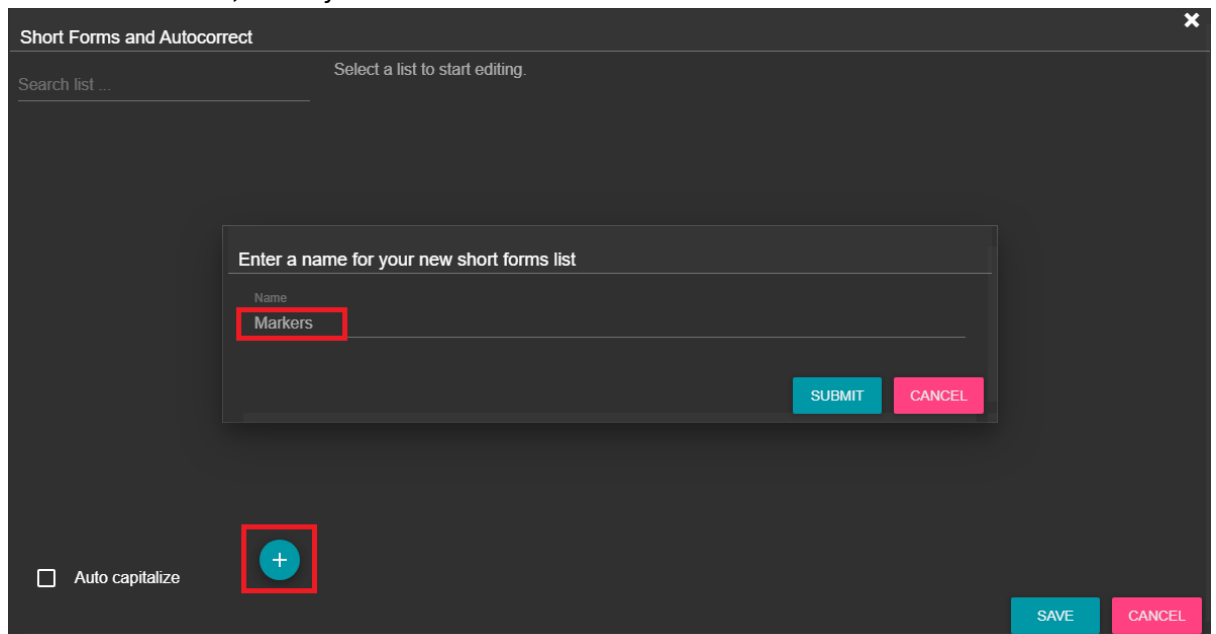 Short Forms and Autocorrect
Search list ...
Select a list to start editing.
Enter a name for your new short forms list
Name
Markers
SUBMIT
CANCEL
+
Auto capitalize
SAVE
CANCEL